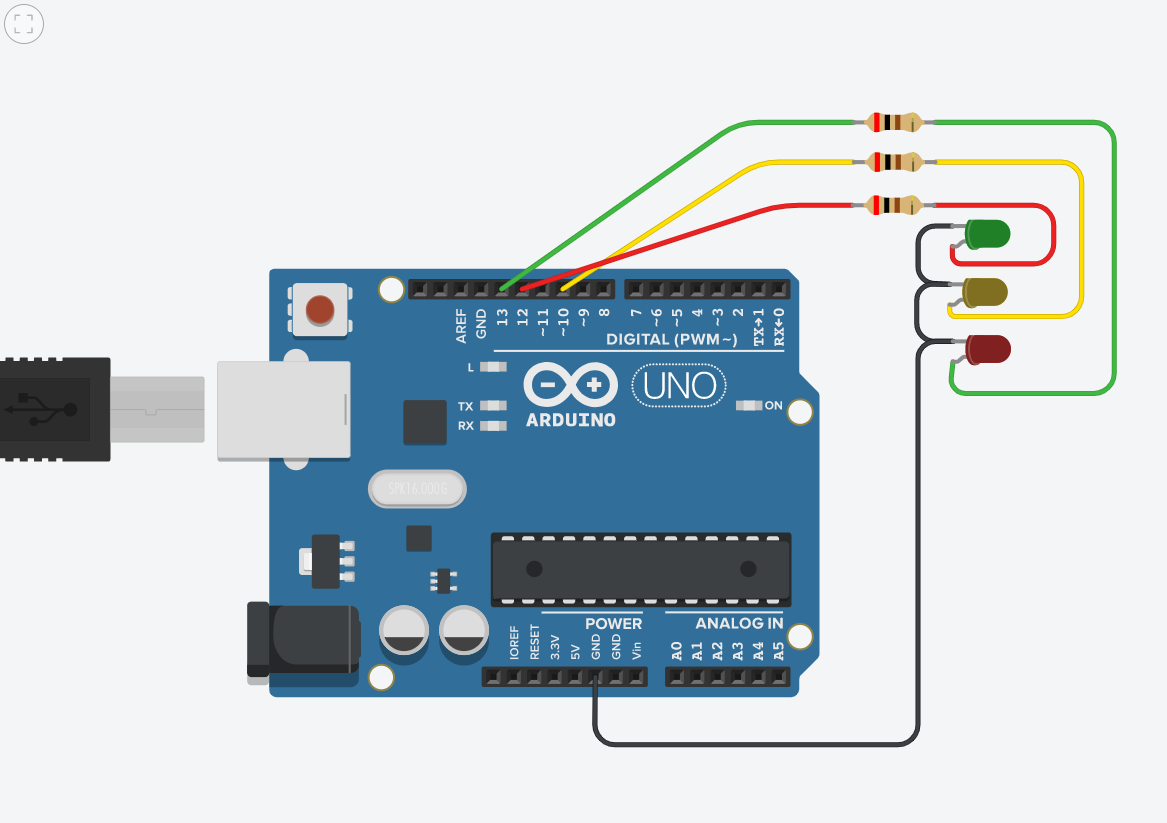 AREF
GND
13
12
~11
~10
~9
8
7
~6
~5
4
~3
2
TX→1
RX←0
DIGITAL (PWM~)
L
TX
RX
UNO
ARDUINO
ON
SPK16.000G
POWER
ANALOG IN
IOREF
RESET
3.3V
5V
GND
GND
Vin
A0
A1
A2
A3
A4
A5